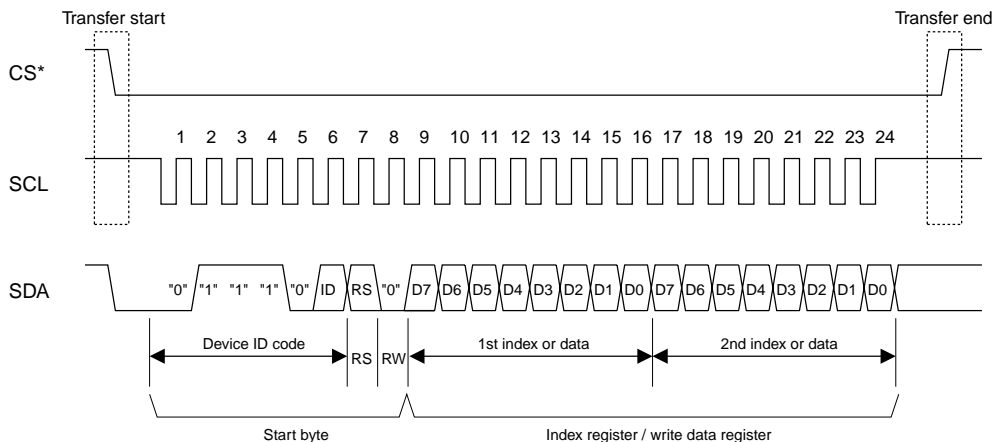 Transfer start Transfer end
CS*
1 2 3 4 5 6 7 8 9 10 11 12 13 14 15 16 17 18 19 20 21 22 23 24
SCL
SDA "0" "1" "1" "1" "0" ID RS "0" D7 D6 D5 D4 D3 D2 D1 D0 D7 D6 D5 D4 D3 D2 D1 D0
Device ID code RS RW 1st index or data 2nd index or data
Start byte Index register / write data register